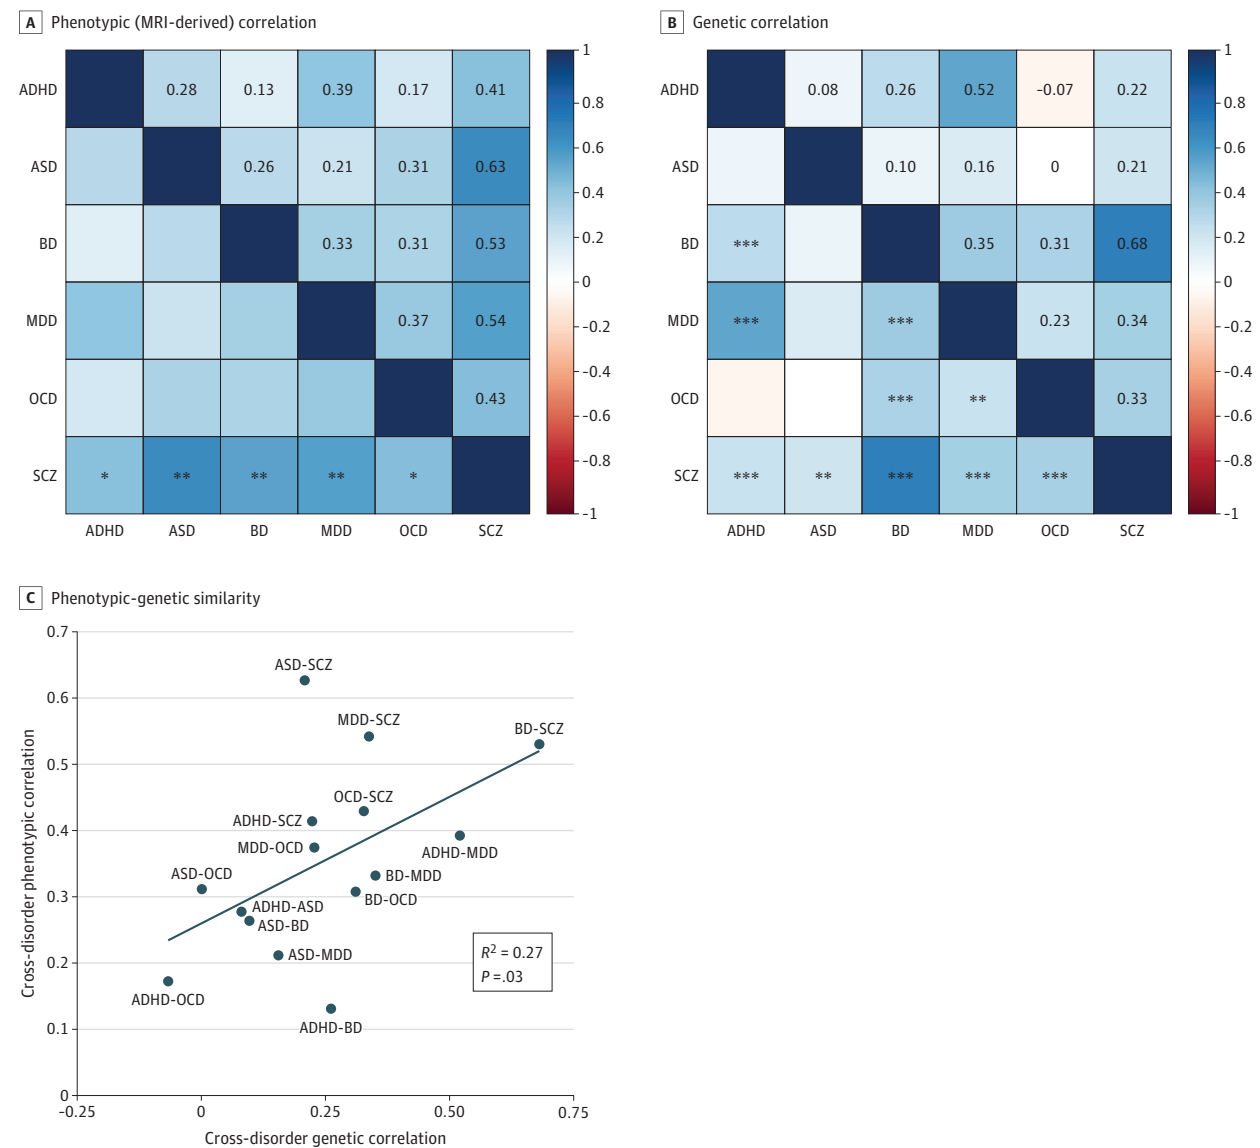 A Phenotypic (MRI-derived) correlation
ADHD 0.28 0.13 0.39 0.17 0.41
ASD 0.26 0.21 0.31 0.63
BD 0.33 0.31 0.53
MDD 0.37 0.54
OCD 0.43
SCZ * ** ** ** *
ADHD ASD BD MDD OCD SCZ
1
0.8
0.6
0.4
0.2
0
-0.2
-0.4
-0.6
-0.8
-1
B Genetic correlation
ADHD 0.08 0.26 0.52 -0.07 0.22
ASD 0.10 0.16 0 0.21
BD *** 0.35 0.31 0.68
MDD *** *** 0.23 0.34
OCD *** ** 0.33
SCZ *** ** *** *** ***
ADHD ASD BD MDD OCD SCZ
1
0.8
0.6
0.4
0.2
0
-0.2
-0.4
-0.6
-0.8
-1
C Phenotypic-genetic similarity
Cross-disorder phenotypic correlation
0.7
0.6
0.5
0.4
0.3
0.2
0.1
0
ASD-SCZ
MDD-SCZ
BD-SCZ
OCD-SCZ
ADHD-SCZ
MDD-OCD
ADHD-MDD
ASD-OCD
BD-MDD
BD-OCD
ADHD-ASD
ASD-BD
ASD-MDD
R2 = 0.27
P =.03
ADHD-OCD
ADHD-BD
-0.25 0 0.25 0.50 0.75
Cross-disorder genetic correlation